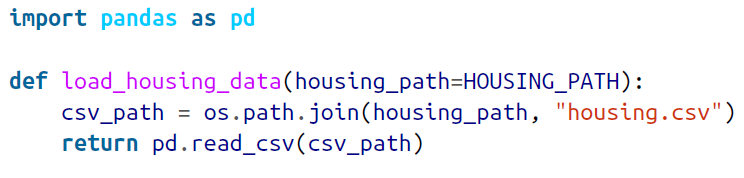 import pandas as pd
def load_housing_data(housing_path=HOUSING_PATH):
    csv_path = os.path.join(housing_path, "housing.csv")
    return pd.read_csv(csv_path)